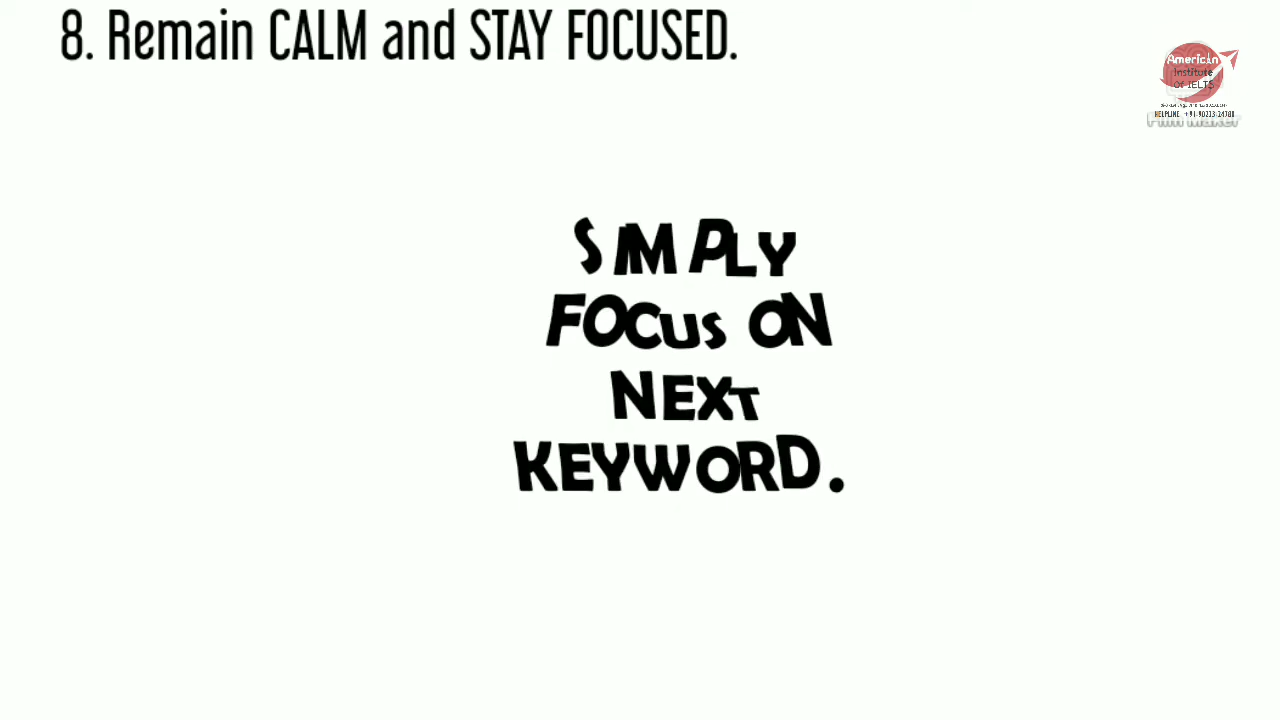 8. Remain CALM and STAY FOCUSED.
American
Institute
Of IELTS
SIMPLY
FOCUS ON
NEXT
KEYWORD.